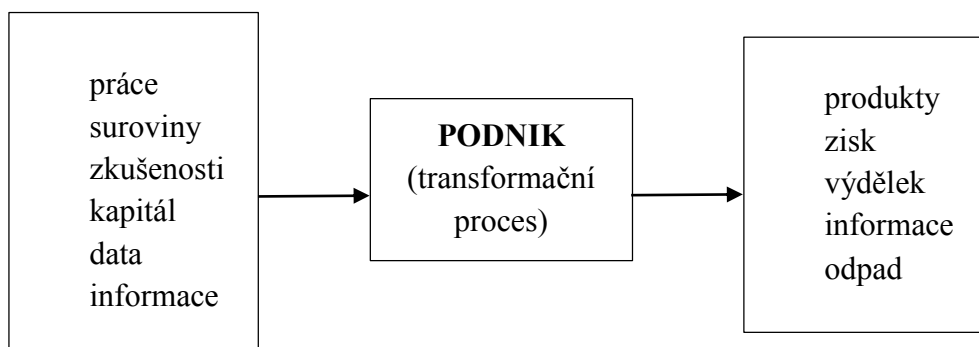 práce
suroviny
zkušenosti
kapitál
data
informace
PODNIK
(transformační
proces)
produkty
zisk
výdělek
informace
odpad